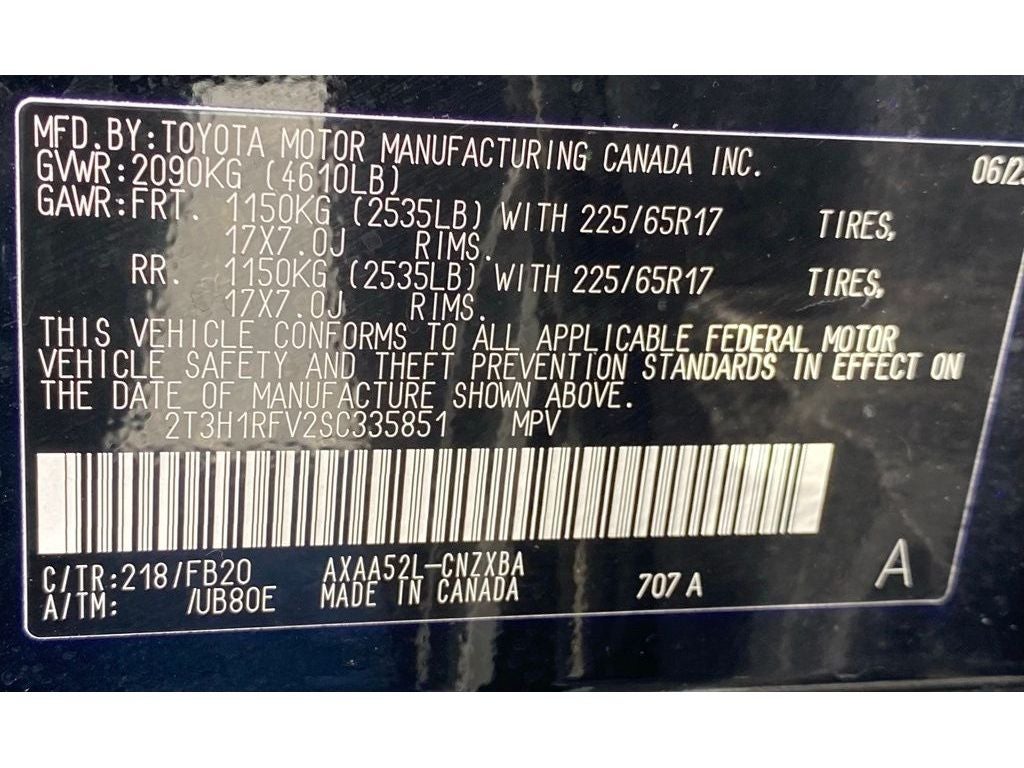 MFD.BY:TOYOTA MOTOR MANUFACTURING CANADA INC. 06/2
GVWR:2090KG (4610LB)
GAWR:FRT. 1150KG (2535LB) WITH 225/65R17 TIRES,
17X7.0J RIMS.
RR. 1150KG (2535LB) WITH 225/65R17 TIRES,
17X7.0J RIMS.
THIS VEHICLE CONFORMS TO ALL APPLICABLE FEDERAL MOTOR
VEHICLE SAFETY AND THEFT PREVENTION STANDARDS IN EFFECT ON
THE DATE OF MANUFACTURE SHOWN ABOVE.
2T3H1RFV2SC335851 MPV
C/TR:218/FB20 AXAA52L-CNZXBA 707 A A
A/TM: /UB80E MADE IN CANADA